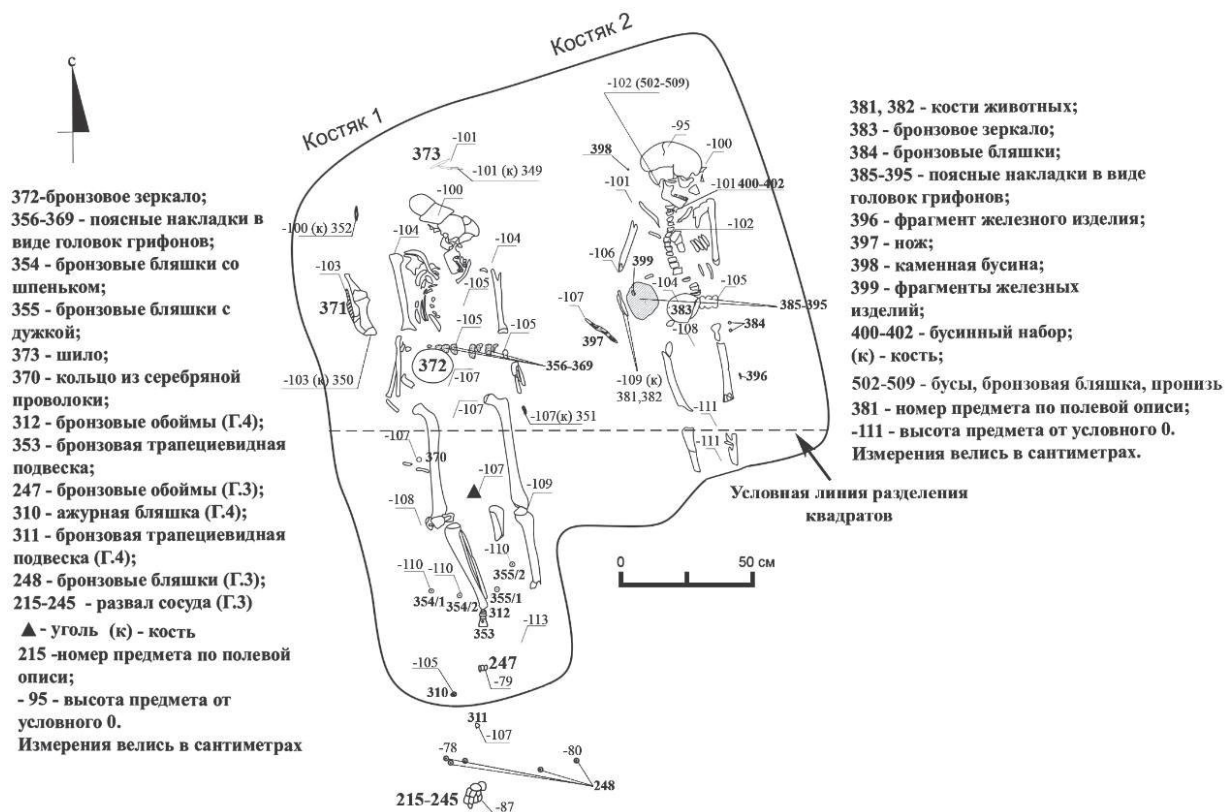 Костяк 2
Костяк 1
с
372-бронзовое зеркало;
356-369 - поясные накладки в
виде головок грифонов;
354 - бронзовые бляшки со
шпеньком;
355 - бронзовые бляшки с
дужкой;
373 - шило;
370 - кольцо из серебряной
проволоки;
312 - бронзовые обоймы (Г.4);
353 - бронзовая трапециевидная
подвеска;
247 - бронзовые обоймы (Г.3);
310 - ажурная бляшка (Г.4);
311 - бронзовая трапециевидная
подвеска (Г.4);
248 - бронзовые бляшки (Г.3);
215-245 - развал сосуда (Г.3)
▲- уголь (к) - кость
215 -номер предмета по полевой
описи;
- 95 - высота предмета от
условного 0.
Измерения велись в сантиметрах
-101
373
-101 (к) 349
-100
-100 (к) 352
-104
-104
-103
371
-105
-105
-105
372
356-369
-103 (к) 350
-107
-107
-107(к) 351
-107
370
-107
-108
-109
-110
-110
-110
355/2
354/1
354/2
355/1
312
353
-113
-105
247
-79
310
311
-107
-78
-80
248
215-245
-87
-102 (502-509)
-95
398
-100
-101
-101 400-402
-102
-106
399
-104
-105
383
385-395
-107
397
-108
384
396
-109 (к)
381,382
-111
-111
Условная линия разделения
квадратов
0
50 см
381, 382 - кости животных;
383 - бронзовое зеркало;
384 - бронзовые бляшки;
385-395 - поясные накладки в виде
головок грифонов;
396 - фрагмент железного изделия;
397 - нож;
398 - каменная бусина;
399 - фрагменты железных
изделий;
400-402 - бусинный набор;
(к) - кость;
502-509 - бусы, бронзовая бляшка, пронизь
381 - номер предмета по полевой описи;
-111 - высота предмета от условного 0.
Измерения велись в сантиметрах.